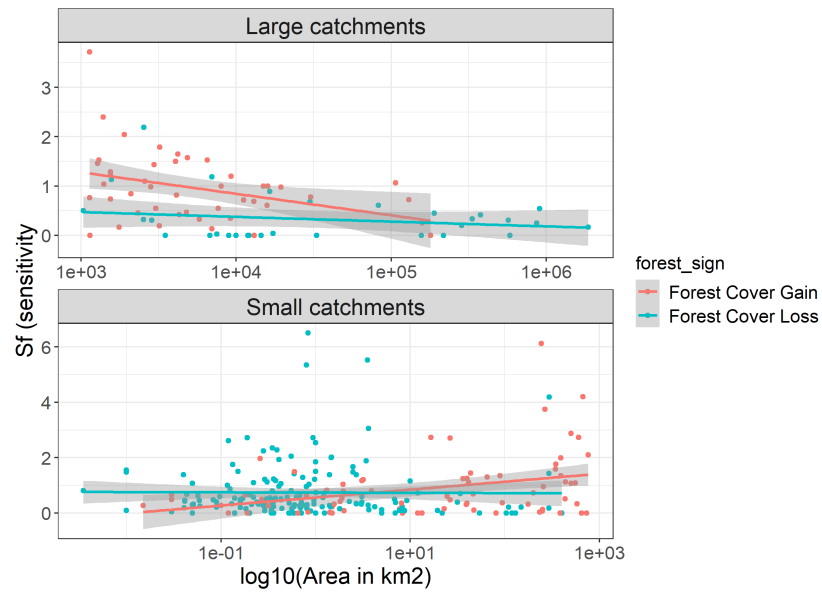 Large catchments
3
2
1
0
1e+03 1e+04 1e+05 1e+06
Small catchments
6
4
2
0
1e-01 1e+01 1e+03
log10(Area in km2)
Sf (sensitivity
forest_sign
Forest Cover Gain
Forest Cover Loss